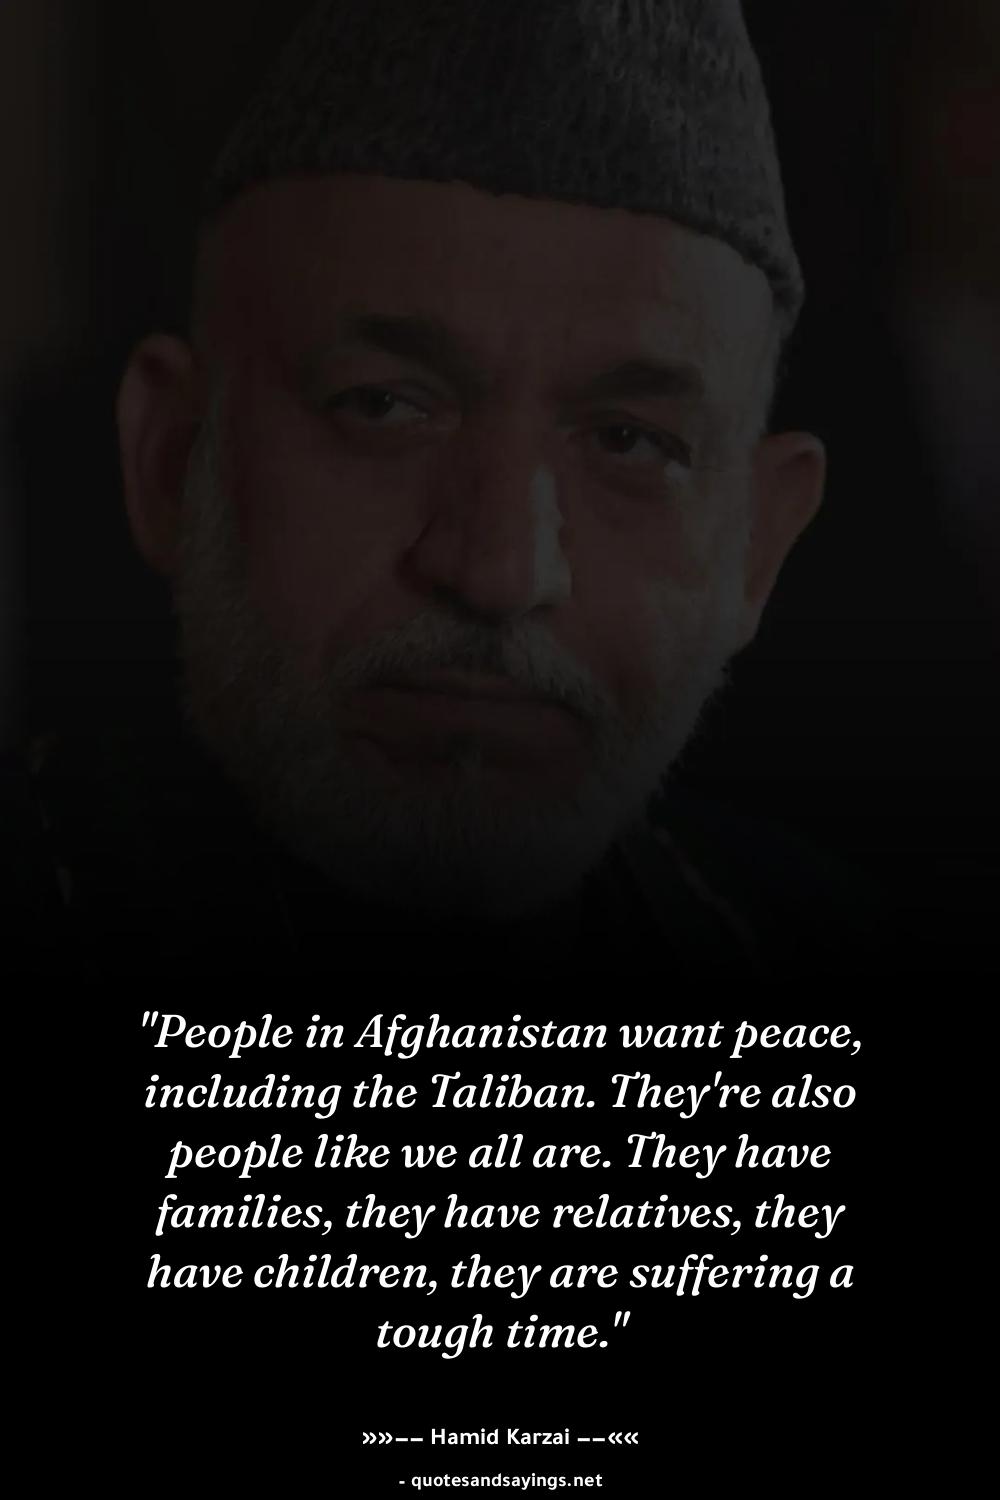 "People in Afghanistan want peace,
including the Taliban. They're also
people like we all are. They have
families, they have relatives, they
have children, they are suffering a
tough time."
»»–– Hamid Karzai ––««
- quotesandsayings.net